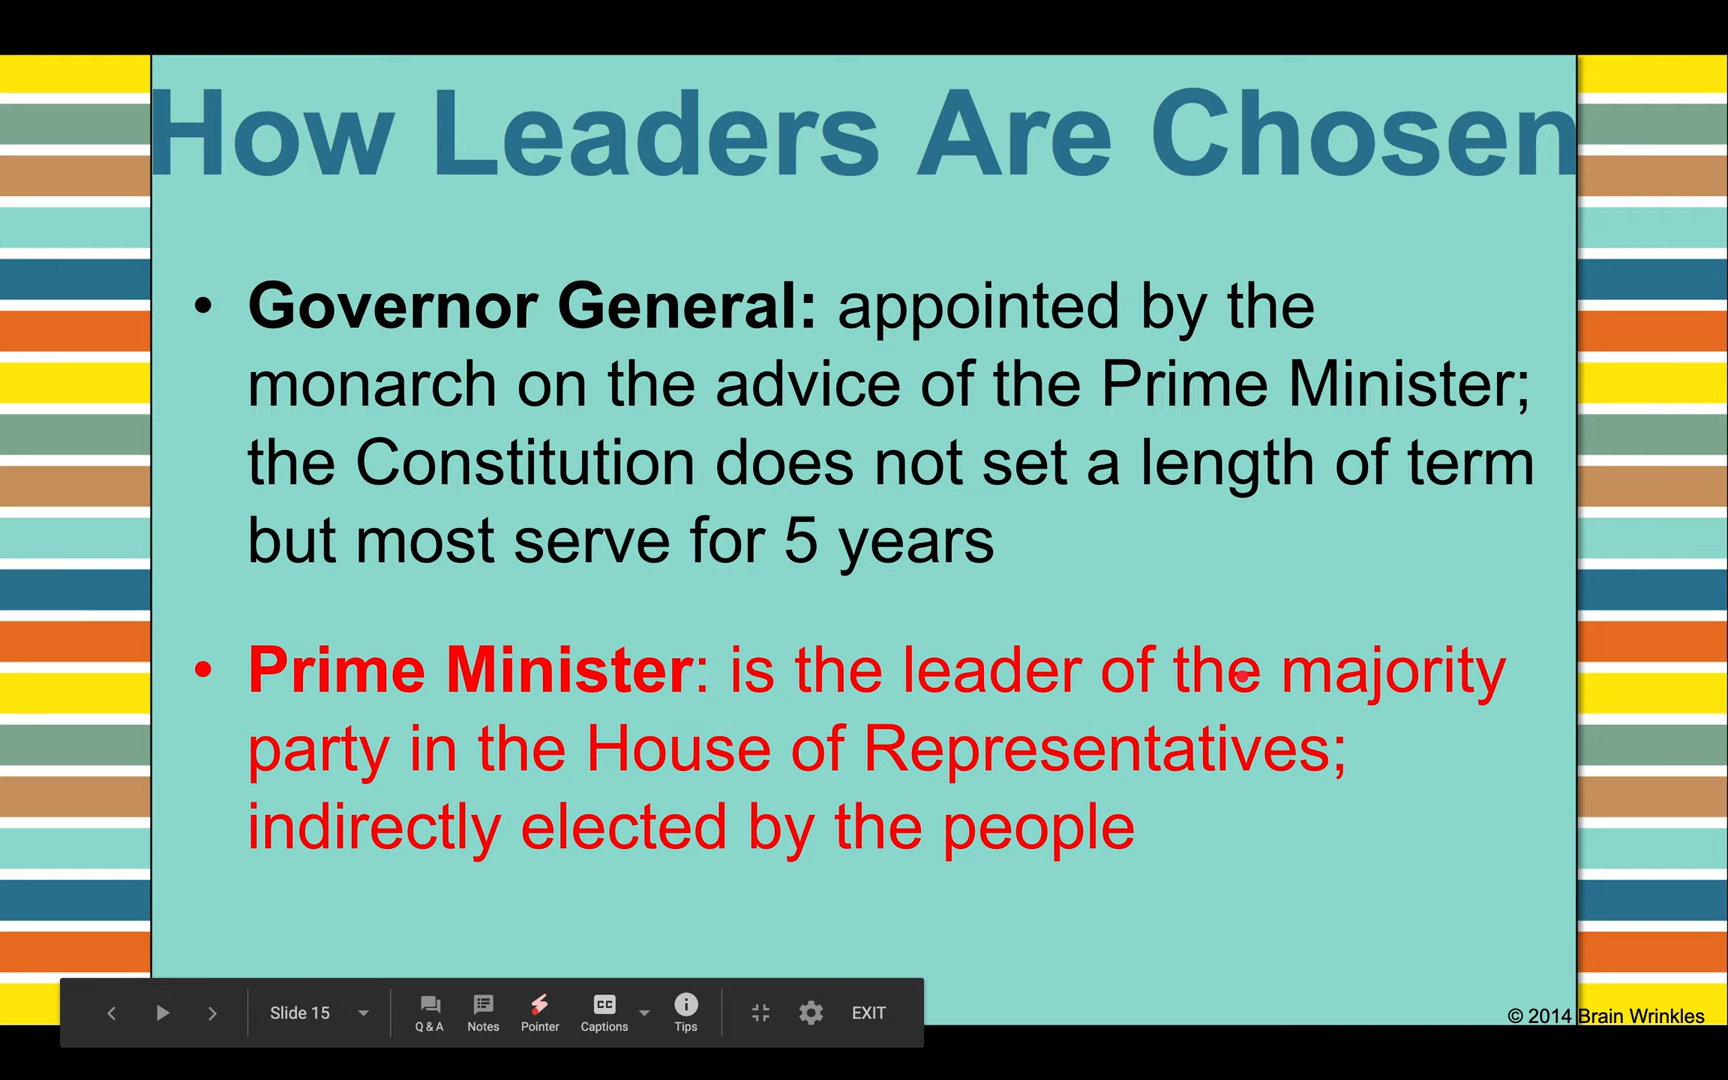 How Leaders Are Chosen
• Governor General: appointed by the
monarch on the advice of the Prime Minister;
the Constitution does not set a length of term
but most serve for 5 years
• Prime Minister: is the leader of the majority
party in the House of Representatives;
indirectly elected by the people
Slide 15
Q & A
Notes
Pointer
CC
Captions
Tips
EXIT
© 2014 Brain Wrinkles